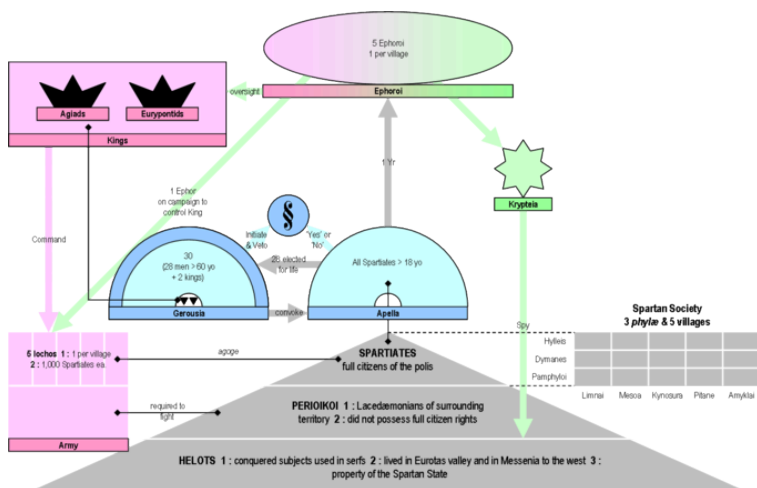 5 Ephoroi
1 per village
Ephoroi
oversight
Agiads
Eurypontids
Kings
1 Yr
Krypteia
1 Ephor
on campaign to
control King
Command
§
Initiate
& Veto
'Yes' or
'No'
30
(28 men > 60 yo
+ 2 kings)
28 elected
for life
All Spartiales > 18 yo
Gerousia
convoke
Apella
Spy
Spartan Society
3 phylæ & 5 villages
Hylleis
Dymanes
Pamphyloi
Limnai
Mesoa
Kynosura
Pitane
Amyklai
5 lochos 1 : 1 per village
2 : 1,000 Spartiales ea.
agoge
SPARTIATES
full citizens of the polis
required to
fight
PERIOIKOI 1 : Lacedæmonians of surrounding
territory 2 : did not possess full citizen rights
Army
HELOTS 1 : conquered subjects used in serfs 2 : lived in Eurotas valley and in Messenia to the west 3 :
property of the Spartan State